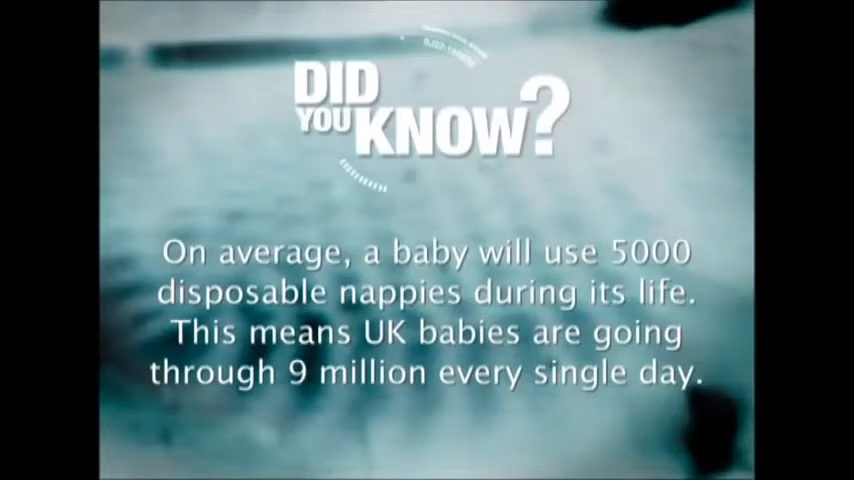 DID
YOU KNOW?
On average, a baby will use 5000
disposable nappies during its life.
This means UK babies are going
through 9 million every single day.